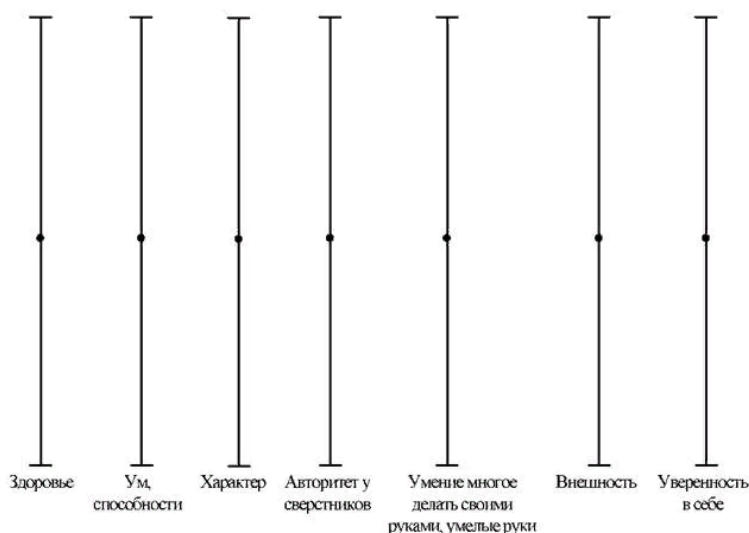 Здоровье
Ум,
способности
Характер
Авторитет у
сверстников
Умение многое
делать своими
руками, умелые руки
Внешность
Уверенность
в себе